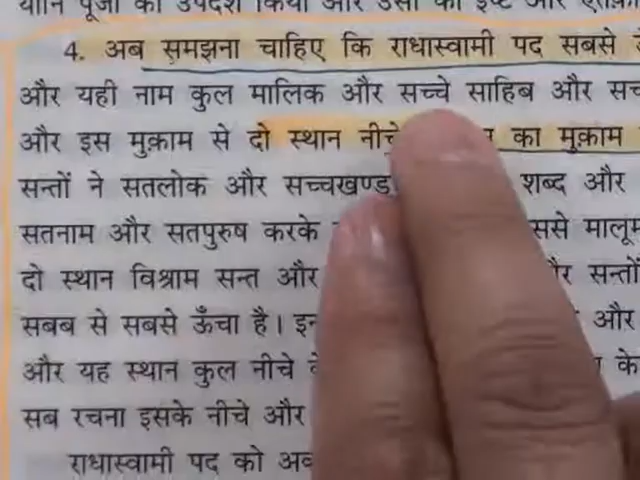 यानि पूजा का उपदेश किया और उसी को इष्ट और
4. अब समझना चाहिए कि राधास्वामी पद सबसे
और यही नाम कुल मालिक और सच्चे साहिब और
और इस मुक़ाम से दो स्थान नीचे का मुक़ाम
सन्तों ने सतलोक और सच्चखण्ड शब्द और
सतनाम और सतपुरुष करके मालूम
दो स्थान विश्राम सन्त और सन्तों
सबब से सबसे ऊँचा है। और
और यह स्थान कुल नीचे के
सब रचना इसके नीचे और
राधास्वामी पद को